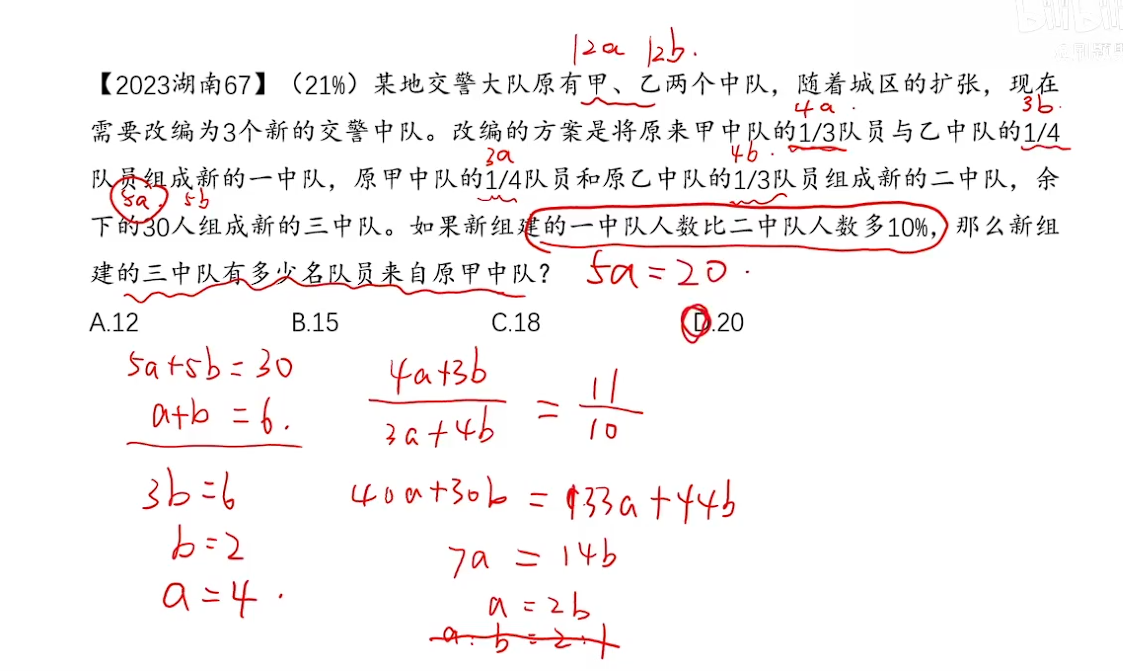 bilibili
12a 12b.
【2023湖南67】（21%）某地交警大队原有甲、乙两个中队，随着城区的扩张，现在
4a 3b.
需要改编为3个新的交警中队。改编的方案是将原来甲中队的1/3队员与乙中队的1/4
3a 4b.
队员组成新的一中队，原甲中队的1/4队员和原乙中队的1/3队员组成新的二中队，余
5a. 5b
下的30人组成新的三中队。如果新组建的一中队人数比二中队人数多10%，那么新组
建的三中队有多少名队员来自原甲中队？ 5a=20.
A.12 B.15 C.18 D.20
5a+5b=30
a+b=6.
3b=6
b=2
a=4.
4a+3b
3a+4b
=
11
10
40a+30b=33a+44b
7a=14b
a=2b
a:b=2:1